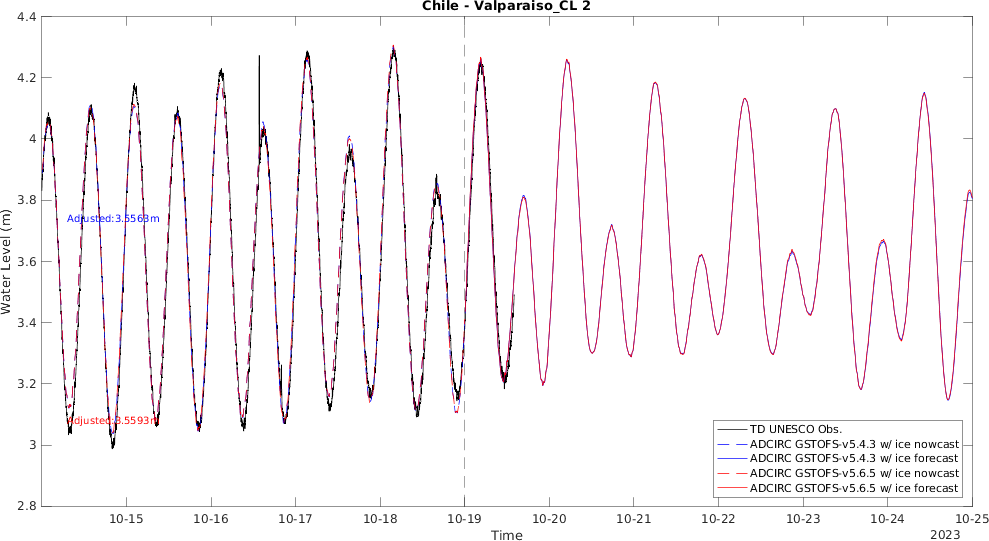 Chile - Valparaiso_CL 2
4.4
4.2
4
3.8
3.6
3.4
3.2
3
2.8
Water Level (m)
Adjusted:3.5563m
Adjusted:3.5593m
10-15
10-16
10-17
10-18
10-19
10-20
10-21
10-22
10-23
10-24
10-25
Time
2023
TD UNESCO Obs.
ADCIRC GSTOFS-v5.4.3 w/ ice nowcast
ADCIRC GSTOFS-v5.4.3 w/ ice forecast
ADCIRC GSTOFS-v5.6.5 w/ ice nowcast
ADCIRC GSTOFS-v5.6.5 w/ ice forecast